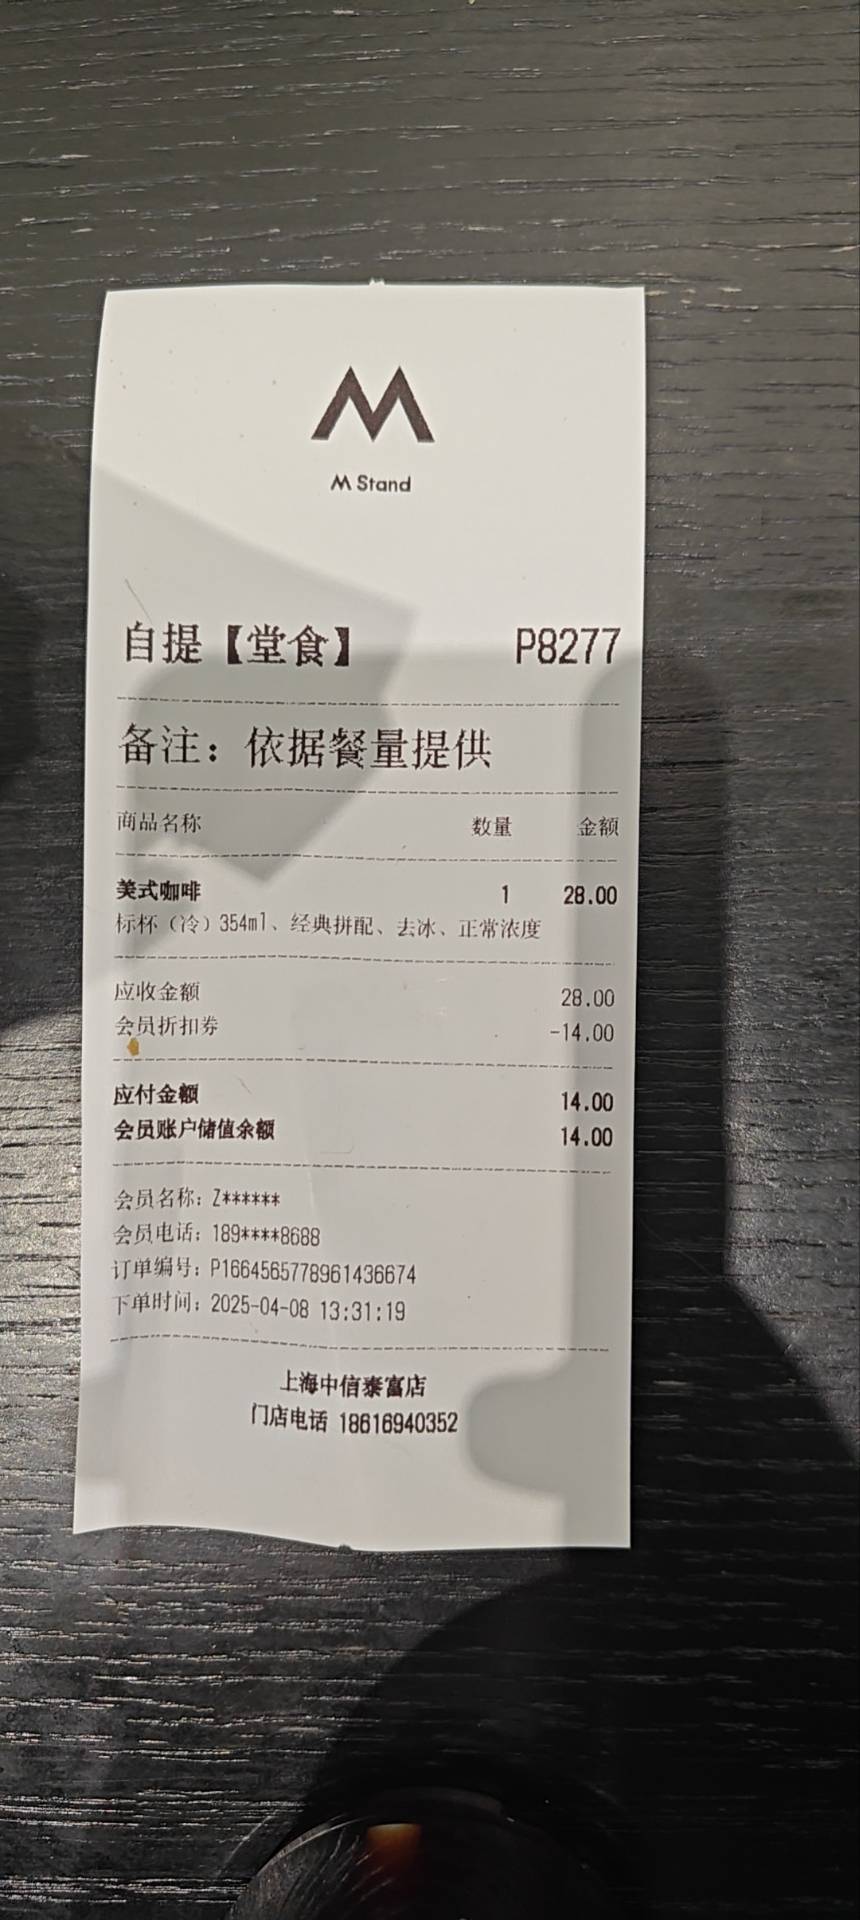 M Stand
自提【堂食】 P8277
备注：依据餐量提供
商品名称 数量 金额
美式咖啡 1 28.00
标杯（冷）354ml、经典拼配、去冰、正常浓度
应收金额 28.00
会员折扣券 -14.00
应付金额 14.00
会员账户储值余额 14.00
会员名称：Z******
会员电话：189****8688
订单编号：P1664565778961436674
下单时间：2025-04-08 13:31:19
上海中信泰富店
门店电话 18616940352